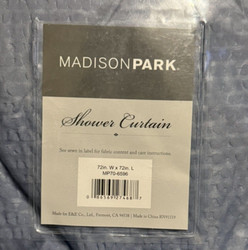 MADISON PARK
Shower Curtain
See sewn in label for fabric content and care instructions.
72in. W x 72in. L
MP70-6596
Made for E&E Co., Ltd., Fremont, CA 94538 | Made in China